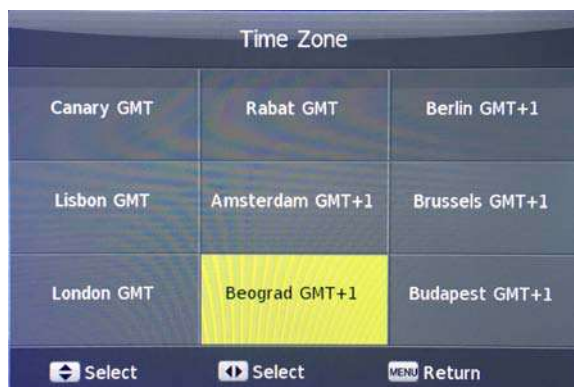 Time Zone
Canary GMT Rabat GMT Berlin GMT+1
Lisbon GMT Amsterdam GMT+1 Brussels GMT+1
London GMT Beograd GMT+1 Budapest GMT+1
Select Select MENU Return